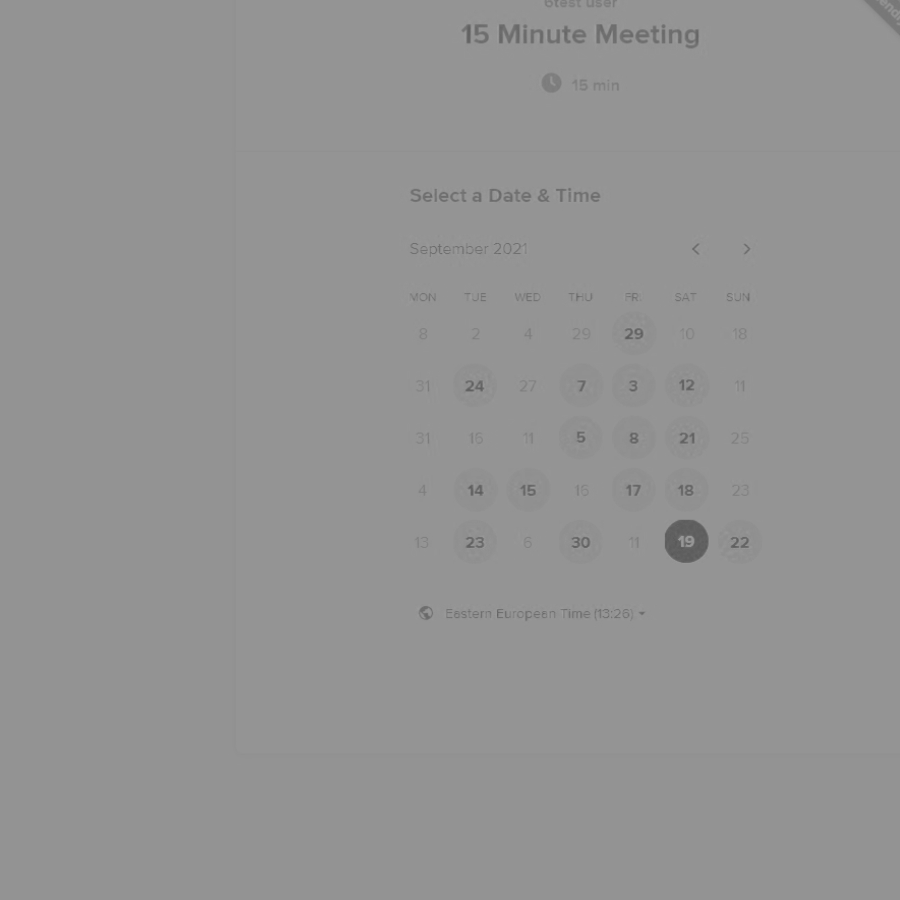 6test user
15 Minute Meeting
15 min
Select a Date & Time
September 2021
MON TUE WED THU FRI SAT SUN
8 2 4 29 29 10 18
31 24 27 7 3 12 11
31 16 11 5 8 21 25
4 14 15 16 17 18 23
13 23 6 30 11 19 22
Eastern European Time (13:26)